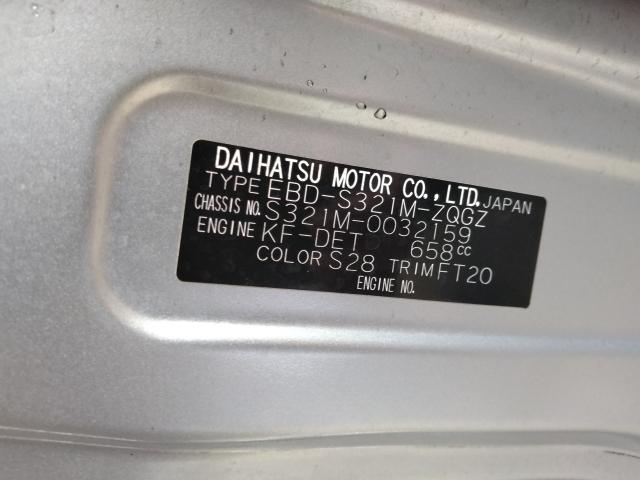 DAIHATSU MOTOR CO.,LTD. JAPAN
TYPE EBD-S321M-ZQGZ
CHASSIS NO. S321M-0032159
ENGINE KF-DET 658CC
COLOR S28 TRIM FT20
ENGINE NO.